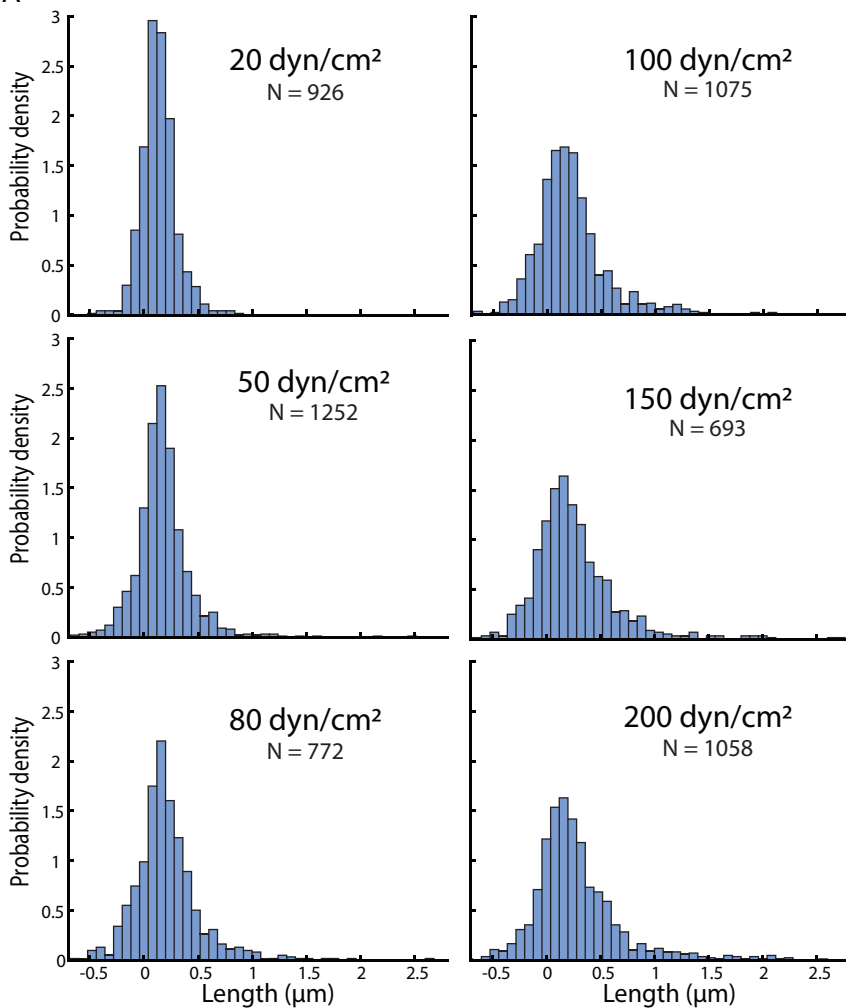 3
2.5
2
1.5
1
0.5
0
Probability density
20 dyn/cm²
N = 926
100 dyn/cm²
N = 1075
3
2.5
2
1.5
1
0.5
0
Probability density
50 dyn/cm²
N = 1252
150 dyn/cm²
N = 693
3
2.5
2
1.5
1
0.5
0
Probability density
80 dyn/cm²
N = 772
200 dyn/cm²
N = 1058
-0.5 0 0.5 1 1.5 2 2.5
Length (µm)
-0.5 0 0.5 1 1.5 2 2.5
Length (µm)